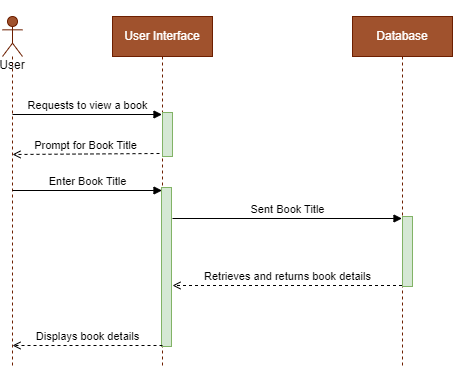 User Interface
Database
User
Requests to view a book
Prompt for Book Title
Enter Book Title
Sent Book Title
Retrieves and returns book details
Displays book details